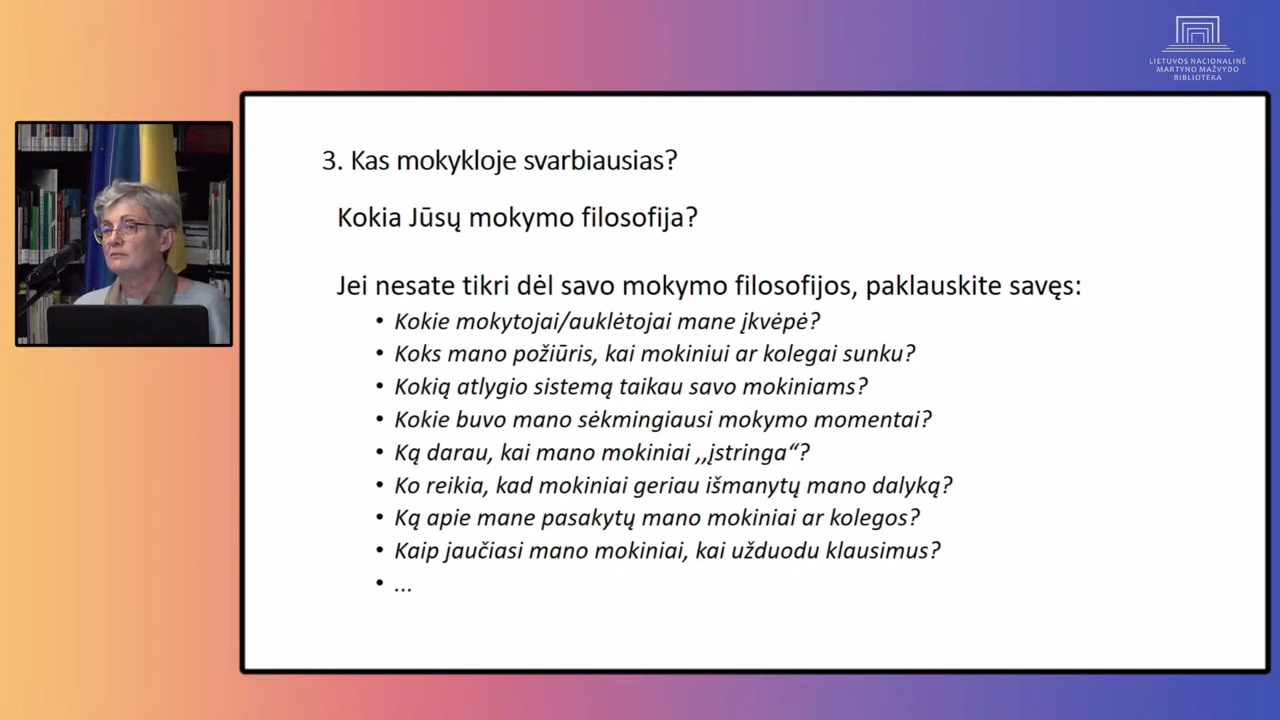 LIETUVOS NACIONALINĖ
MARTYNO MAŽVYDO
BIBLIOTEKA
3. Kas mokykloje svarbiausias?
Kokia Jūsų mokymo filosofija?
Jei nesate tikri dėl savo mokymo filosofijos, paklauskite savęs:
• Kokie mokytojai/auklėtojai mane įkvėpė?
• Koks mano požiūris, kai mokiniui ar kolegai sunku?
• Kokią atlygio sistemą taikau savo mokiniams?
• Kokie buvo mano sėkmingiausi mokymo momentai?
• Ką darau, kai mano mokiniai ,,įstringa“?
• Ko reikia, kad mokiniai geriau išmanytų mano dalyką?
• Ką apie mane pasakytų mano mokiniai ar kolegos?
• Kaip jaučiasi mano mokiniai, kai užduodu klausimus?
• ...